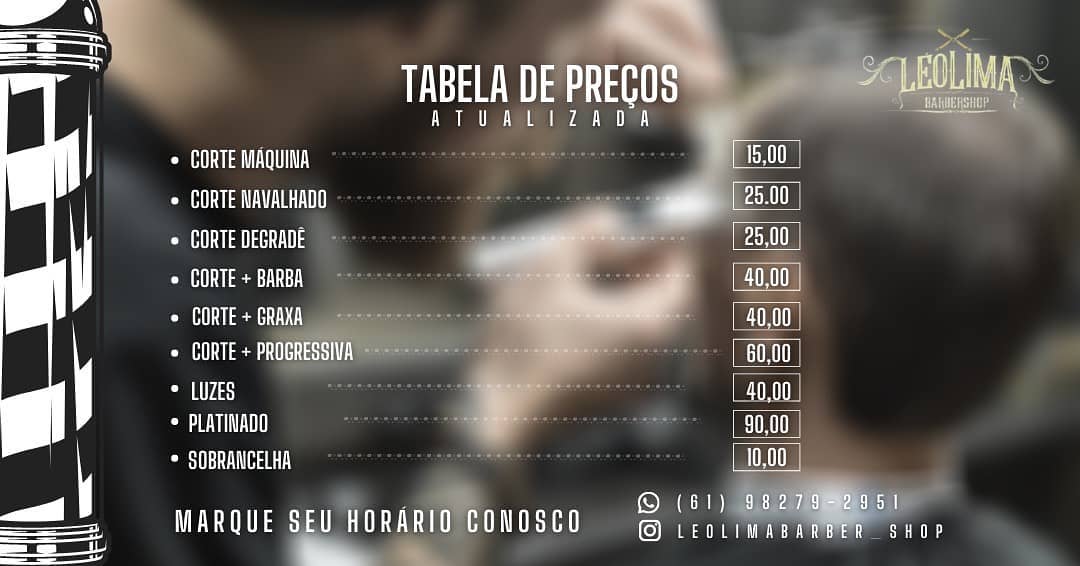 LÉOLIMA
BARBERSHOP
TABELA DE PREÇOS
ATUALIZADA
• CORTE MÁQUINA 15,00
• CORTE NAVALHADO 25.00
• CORTE DEGRADÊ 25,00
• CORTE + BARBA 40,00
• CORTE + GRAXA 40,00
• CORTE + PROGRESSIVA 60,00
• LUZES 40,00
• PLATINADO 90,00
• SOBRANCELHA 10,00
MARQUE SEU HORÁRIO CONOSCO
(61) 98279-2951
LEOLIMABARBER_SHOP